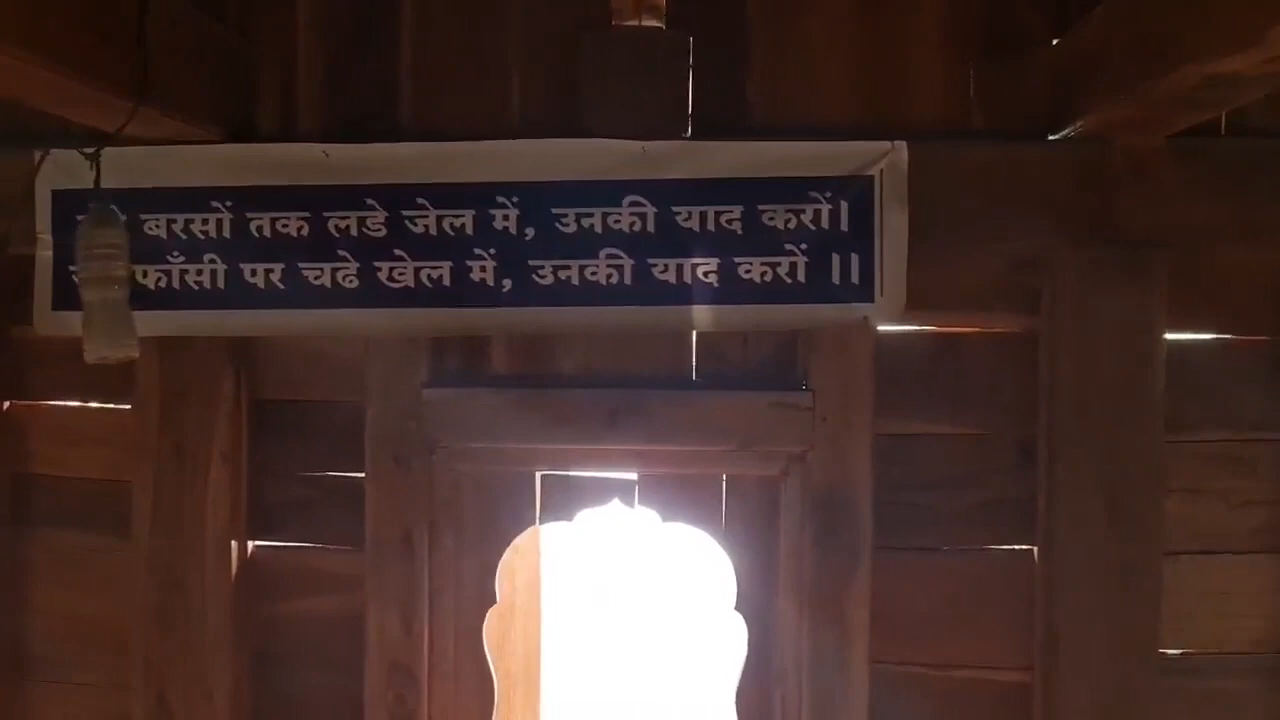 बरसों तक लडे जेल में, उनकी याद करों।
फाँसी पर चढे खेल में, उनकी याद करों ।।